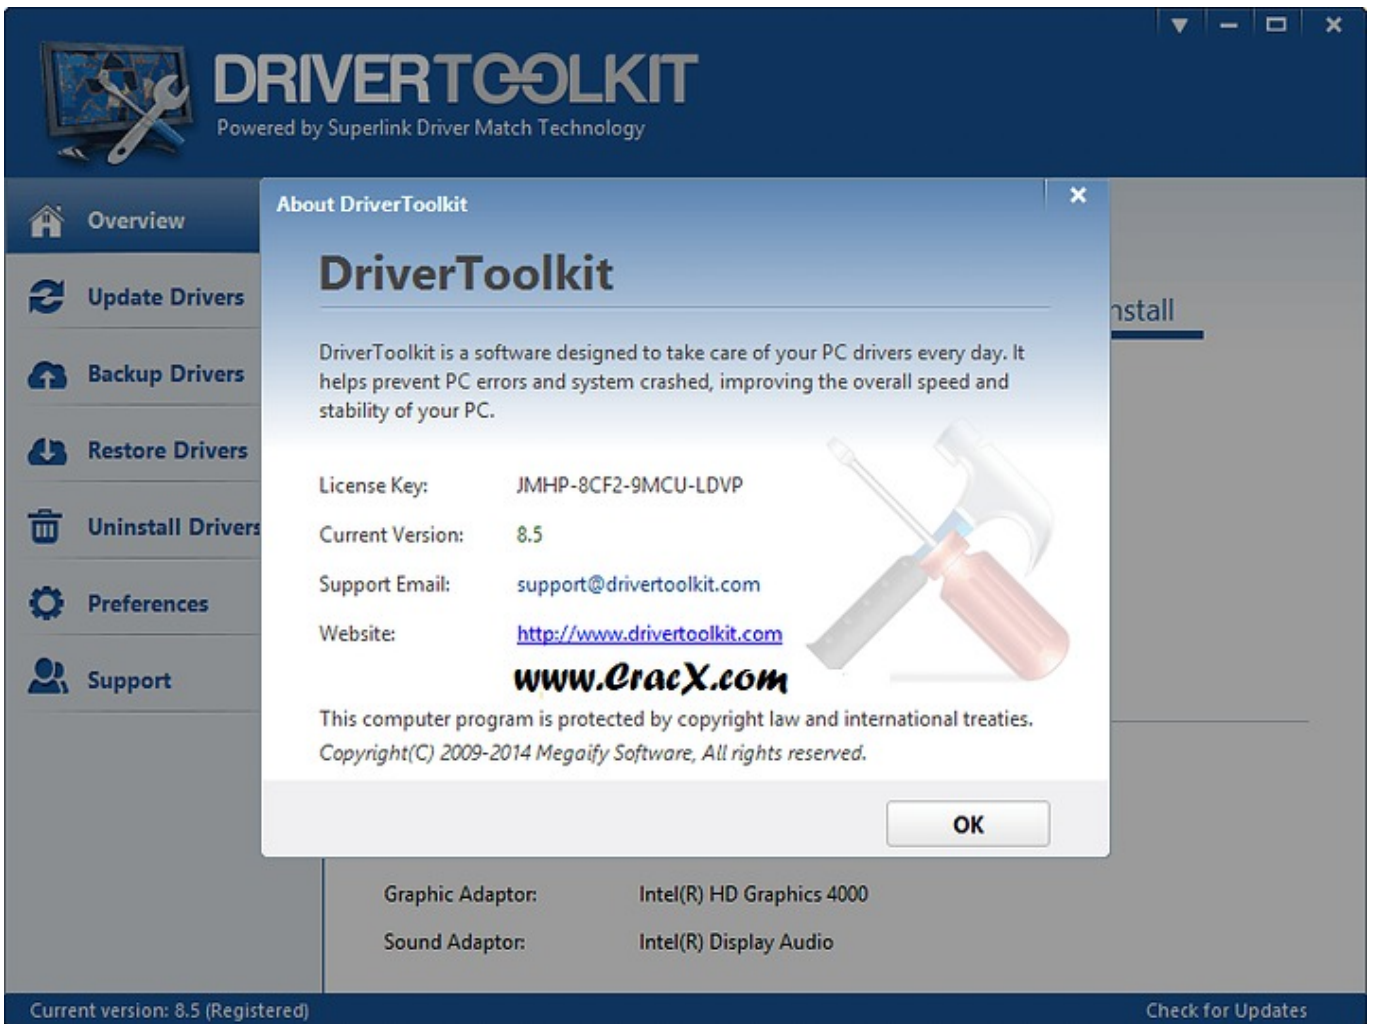 DRIVERTOOLKIT
Powered by Superlink Driver Match Technology
Overview
Update Drivers
Backup Drivers
Restore Drivers
Uninstall Drivers
Preferences
Support
About DriverToolkit
DriverToolkit
DriverToolkit is a software designed to take care of your PC drivers every day. It
helps prevent PC errors and system crashed, improving the overall speed and
stability of your PC.
License Key: JMHP-8CF2-9MCU-LDVP
Current Version: 8.5
Support Email: support@drivertoolkit.com
Website: http://www.drivertoolkit.com
www.CracX.com
This computer program is protected by copyright law and international treaties.
Copyright(C) 2009-2014 Megaify Software, All rights reserved.
OK
nstall
Graphic Adaptor: Intel(R) HD Graphics 4000
Sound Adaptor: Intel(R) Display Audio
Current version: 8.5 (Registered)
Check for Updates